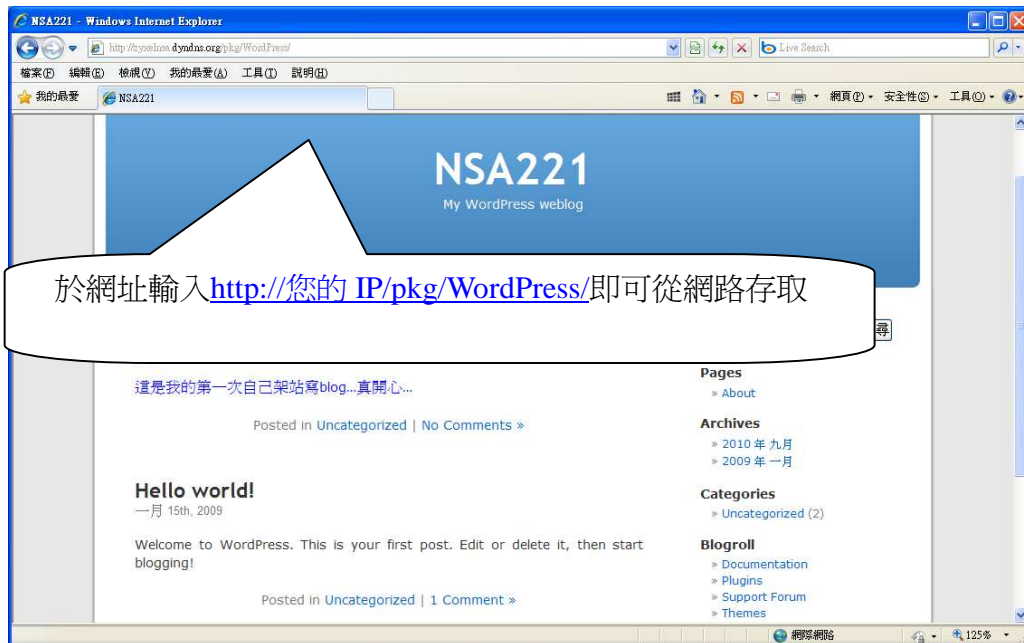 NSA221 - Windows Internet Explorer
http://zyxelnsa.dyndns.org/pkg/WordPress/
Live Search
檔案(F) 編輯(E) 檢視(V) 我的最愛(A) 工具(T) 說明(H)
我的最愛
NSA221
網頁(P) 安全性(S) 工具(O)
NSA221
My WordPress weblog
於網址輸入http://您的 IP/pkg/WordPress/即可從網路存取
尋
這是我的第一次自己架站寫blog...真開心...
Posted in Uncategorized | No Comments »
Hello world!
一月 15th, 2009
Welcome to WordPress. This is your first post. Edit or delete it, then start
blogging!
Posted in Uncategorized | 1 Comment »
Pages
» About
Archives
» 2010 年 九月
» 2009 年 一月
Categories
» Uncategorized (2)
Blogroll
» Documentation
» Plugins
» Support Forum
» Themes
網際網路
125%